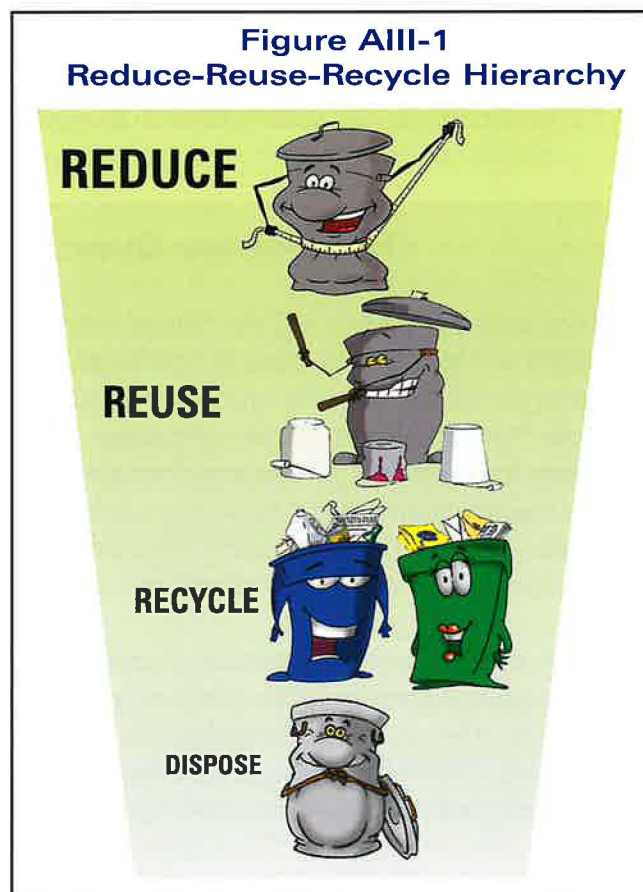 Figure AIII-1
Reduce-Reuse-Recycle Hierarchy
REDUCE
REUSE
RECYCLE
DISPOSE